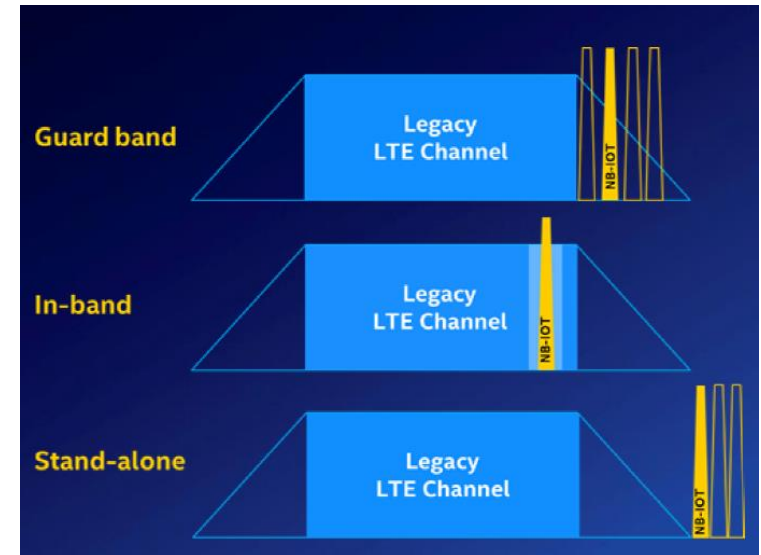 Guard band
Legacy
LTE Channel
NB-IOT
In-band
Legacy
LTE Channel
NB-IOT
Stand-alone
Legacy
LTE Channel
NB-IOT